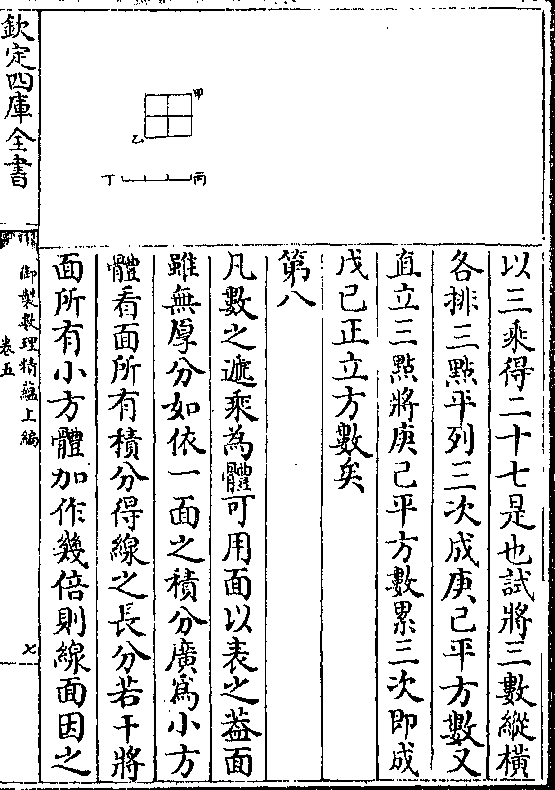 以三乘得二十七是也試將三數縱橫
各排三點平列三次成庚己平方數又
直立三點將庚己平方數累三次即成
戊己正立方數矣
第八
凡數之遞乘為體可用面以表之葢面
雖無厚分如依一面之積分廣爲小方
體看面所有積分得線之長分若干將
面所有小方體加作幾倍則線面因之
甲
乙
丙
丁
欽定四庫全書
御製數理精蘊上編
卷五
七